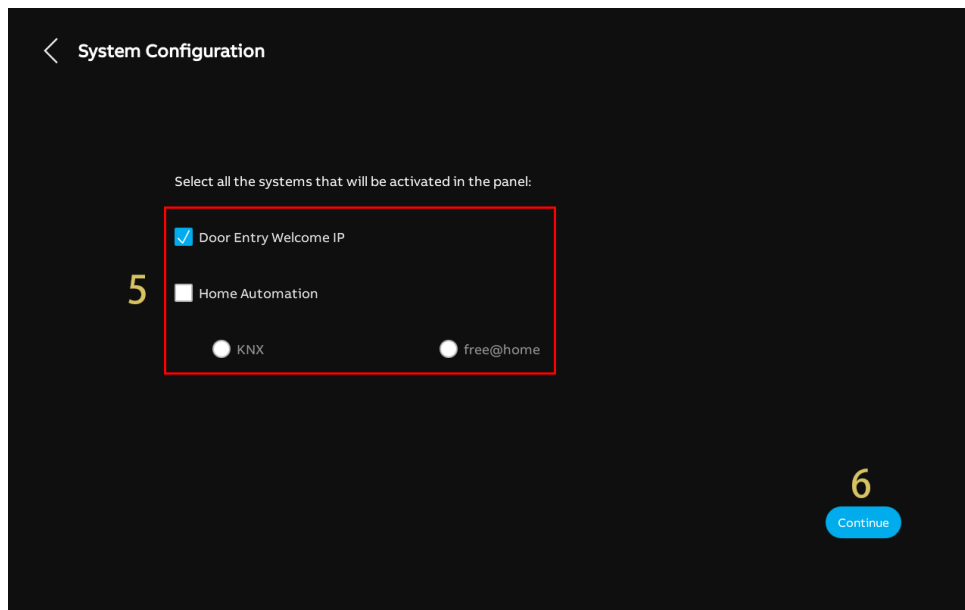 System Configuration
Select all the systems that will be activated in the panel:
Door Entry Welcome IP
5
Home Automation
KNX
free@home
6
Continue